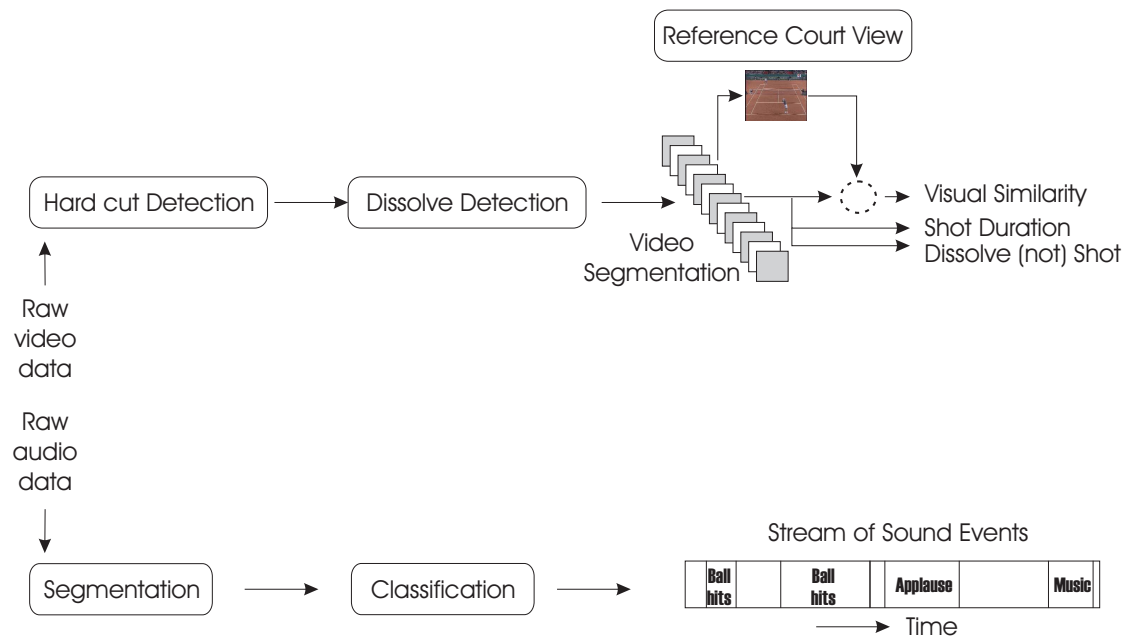 Reference Court View
Hard cut Detection
Dissolve Detection
Video
Segmentation
Visual Similarity
Shot Duration
Dissolve (not) Shot
Raw
video
data
Raw
audio
data
Segmentation
Classification
Stream of Sound Events
Ball
hits
Ball
hits
Applause
Music
Time